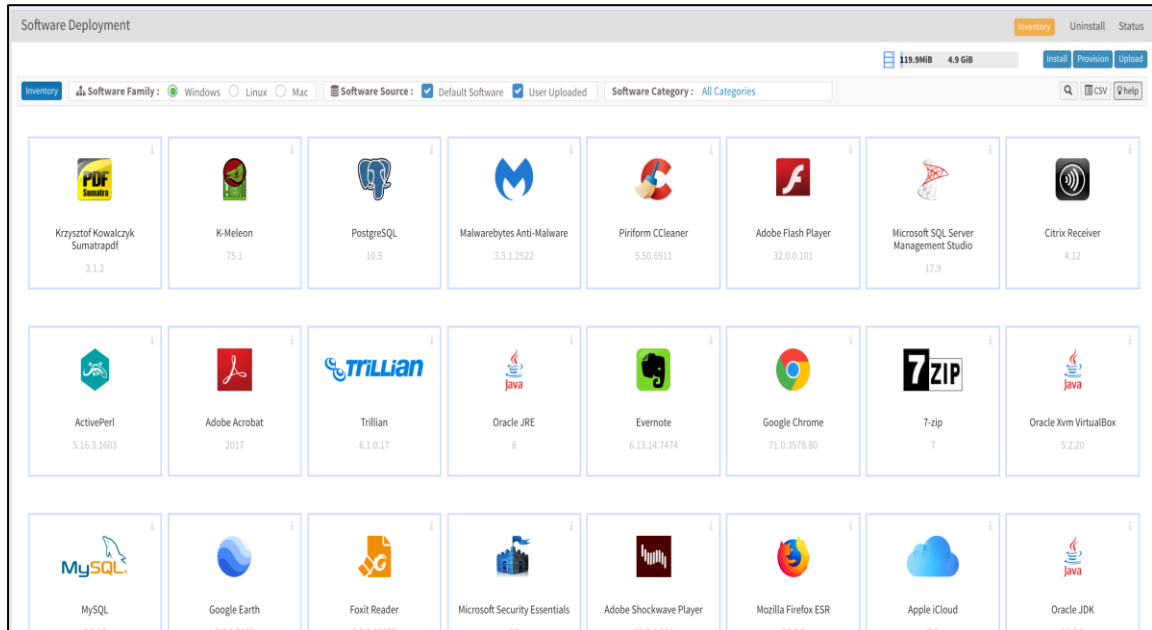 Software Deployment
Inventory Uninstall Status
119.9MiB 4.9 GiB
Install Provision Upload
Inventory Software Family : Windows Linux Mac Software Source : Default Software User Uploaded Software Category : All Categories CSV help
PDF
Sumatra
Krzysztof Kowalczyk
Sumatrapdf
3.1.2
K-Meleon
75.1
PostgreSQL
10.5
Malwarebytes Anti-Malware
3.5.1.2522
Piriform CCleaner
5.50.6911
Adobe Flash Player
32.0.0.101
Microsoft SQL Server
Management Studio
17.9
Citrix Receiver
4.12
ActivePerl
5.16.3.1603
Adobe Acrobat
2017
TRiLLiaN
Trillian
6.1.0.17
Java
Oracle JRE
8
Evernote
6.13.14.7474
Google Chrome
71.0.3578.80
7 ZIP
7-zip
7
Java
Oracle Xvm VirtualBox
5.2.20
MySQL
MySQL
Google Earth
Foxit Reader
Microsoft Security Essentials
Adobe Shockwave Player
Mozilla Firefox ESR
Apple iCloud
Java
Oracle JDK